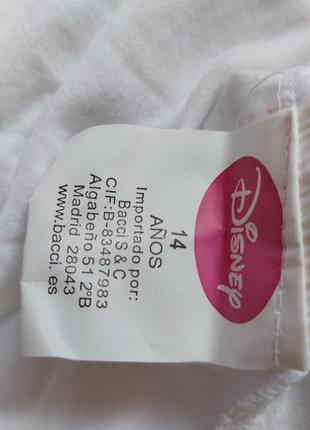 Disney
14
AÑOS
Importado por:
Bacci S & C
CIF:B-83487983
Algabeño 51 2ºB
Madrid 28043
www.bacci.es